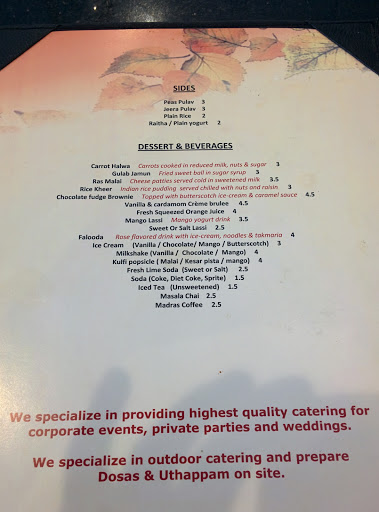 SIDES
Peas Pulav 3
Jeera Pulav 3
Plain Rice 2
Raitha / Plain yogurt 2
DESSERT & BEVERAGES
Carrot Halwa Carrots cooked in reduced milk, nuts & sugar 3
Gulab Jamun Fried sweet ball in sugar syrup 3
Ras Malai Cheese patties served cold in sweetened milk 3.5
Rice Kheer Indian rice pudding served chilled with nuts and raisin 3
Chocolate fudge Brownie Topped with butterscotch ice-cream & caramel sauce 4.5
Vanilla & cardamom Crème brulee 4.5
Fresh Squeezed Orange Juice 4
Mango Lassi Mango yogurt drink 3.5
Sweet Or Salt Lassi 2.5
Falooda Rose flavored drink with ice-cream, noodles & takmaria 4
Ice Cream (Vanilla / Chocolate/ Mango / Butterscotch) 3
Milkshake (Vanilla / Chocolate / Mango) 4
Kulfi popsicle ( Malai / Kesar pista / mango) 4
Fresh Lime Soda (Sweet or Salt) 2.5
Soda (Coke, Diet Coke, Sprite) 1.5
Iced Tea (Unsweetened) 1.5
Masala Chai 2.5
Madras Coffee 2.5
We specialize in providing highest quality catering for
corporate events, private parties and weddings.
We specialize in outdoor catering and prepare
Dosas & Uthappam on site.